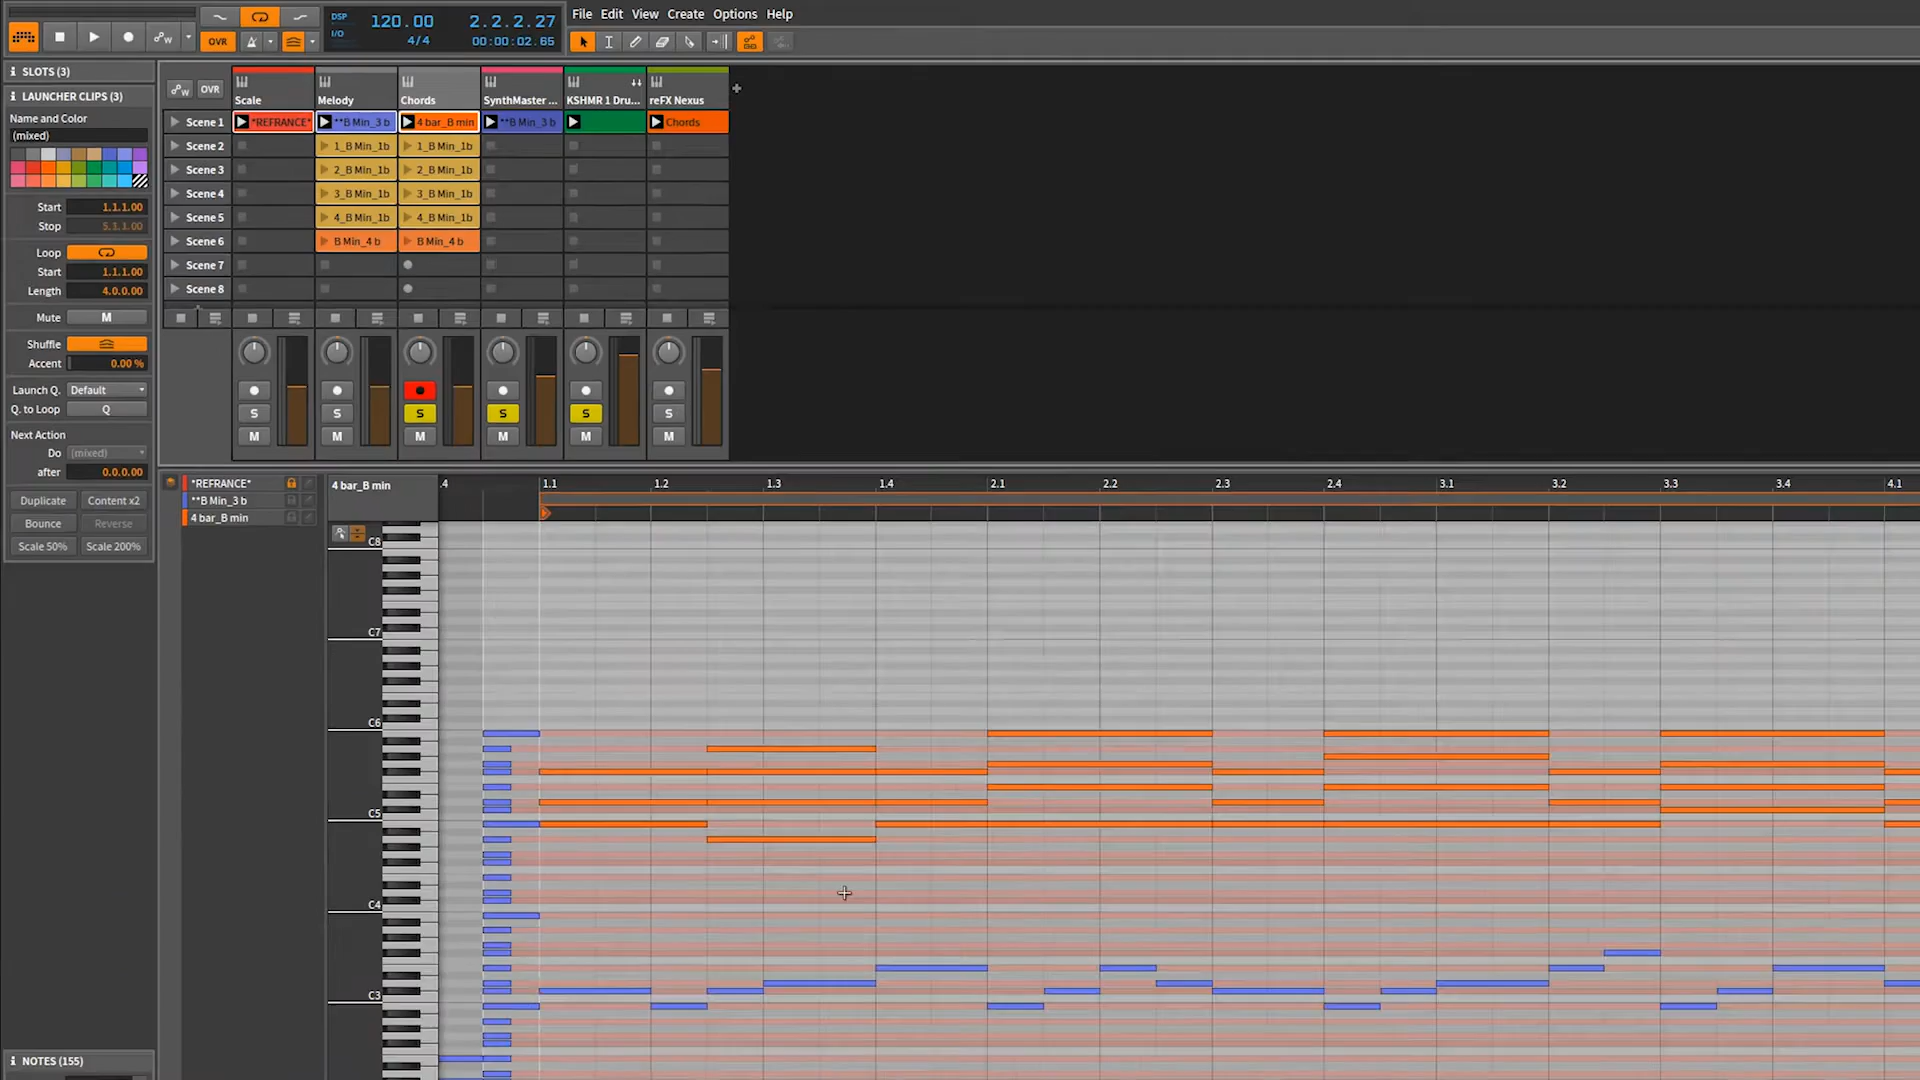 File Edit View Create Options Help
DSP
I/O
120.00
4/4
2.2.2.27
00:00:02.65
OVR
SLOTS (3)
LAUNCHER CLIPS (3)
Name and Color
(mixed)
Start 1.1.1.00
Stop 5.1.1.00
Loop
Start 1.1.1.00
Length 4.0.0.00
Mute M
Shuffle
Accent 0.00 %
Launch Q. Default
Q. to Loop Q
Next Action
Do (mixed)
after 0.0.0.00
Duplicate Content x2
Bounce Reverse
Scale 50% Scale 200%
NOTES (155)
OVR
Scale Melody Chords SynthMaster ... KSHMR 1 Dru... reFX Nexus
Scene 1 *REFRANCE* **B Min_3 b 4 bar_B min **B Min_3 b Chords
Scene 2 1_B Min_1b 1_B Min_1b
Scene 3 2_B Min_1b 2_B Min_1b
Scene 4 3_B Min_1b 3_B Min_1b
Scene 5 4_B Min_1b 4_B Min_1b
Scene 6 B Min_4 b B Min_4 b
Scene 7
Scene 8
S S S S S S
M M M M M M
*REFRANCE*
**B Min_3 b
4 bar_B min
4 bar_B min
.4 1.1 1.2 1.3 1.4 2.1 2.2 2.3 2.4 3.1 3.2 3.3 3.4 4.1
C8
C7
C6
C5
C4
C3